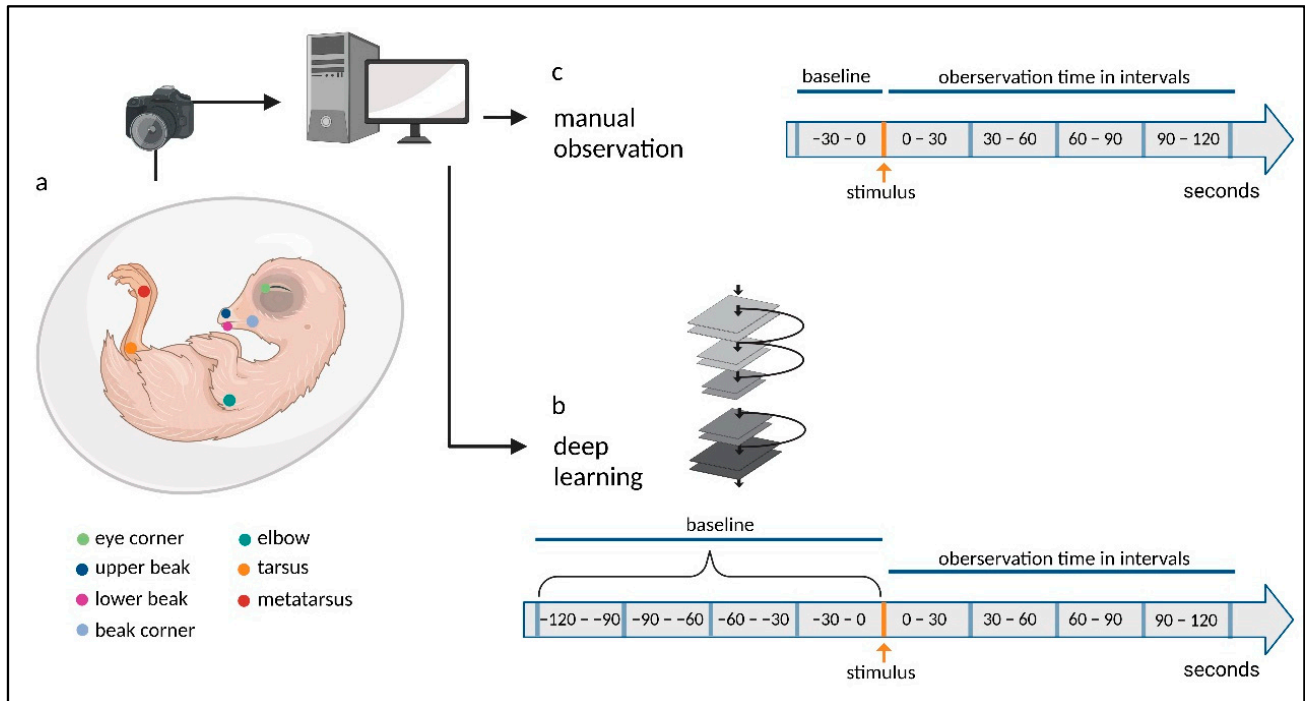 c
baseline
oberservation time in intervals
manual
observation
−30 – 0
0 – 30
30 – 60
60 – 90
90 – 120
stimulus
seconds
a
b
deep
learning
eye corner
upper beak
lower beak
beak corner
elbow
tarsus
metatarsus
baseline
oberservation time in intervals
−120 – −90
−90 – −60
−60 – −30
−30 – 0
0 – 30
30 – 60
60 – 90
90 – 120
stimulus
seconds